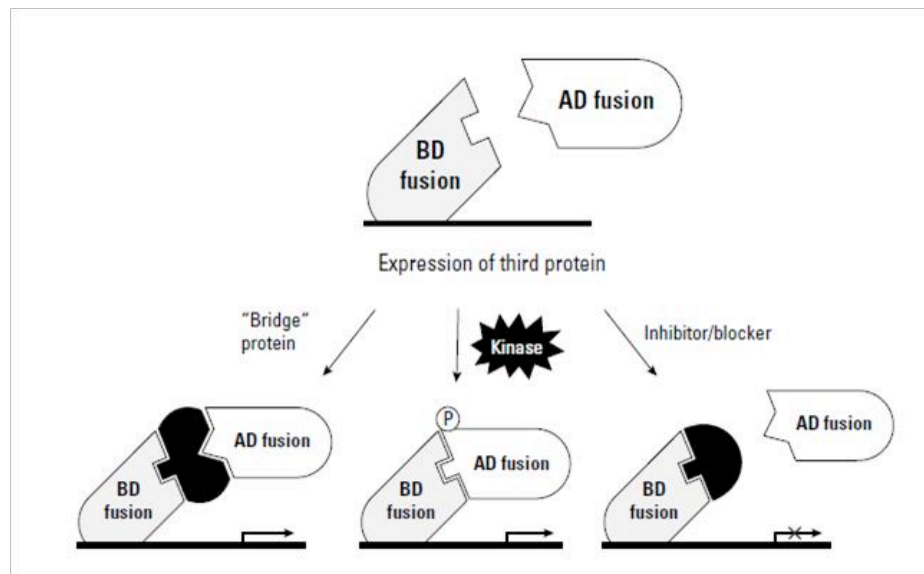 AD fusion
BD
fusion
Expression of third protein
"Bridge"
protein
Kinase
Inhibitor/blocker
P
AD fusion
BD
fusion
AD fusion
BD
fusion
AD fusion
BD
fusion